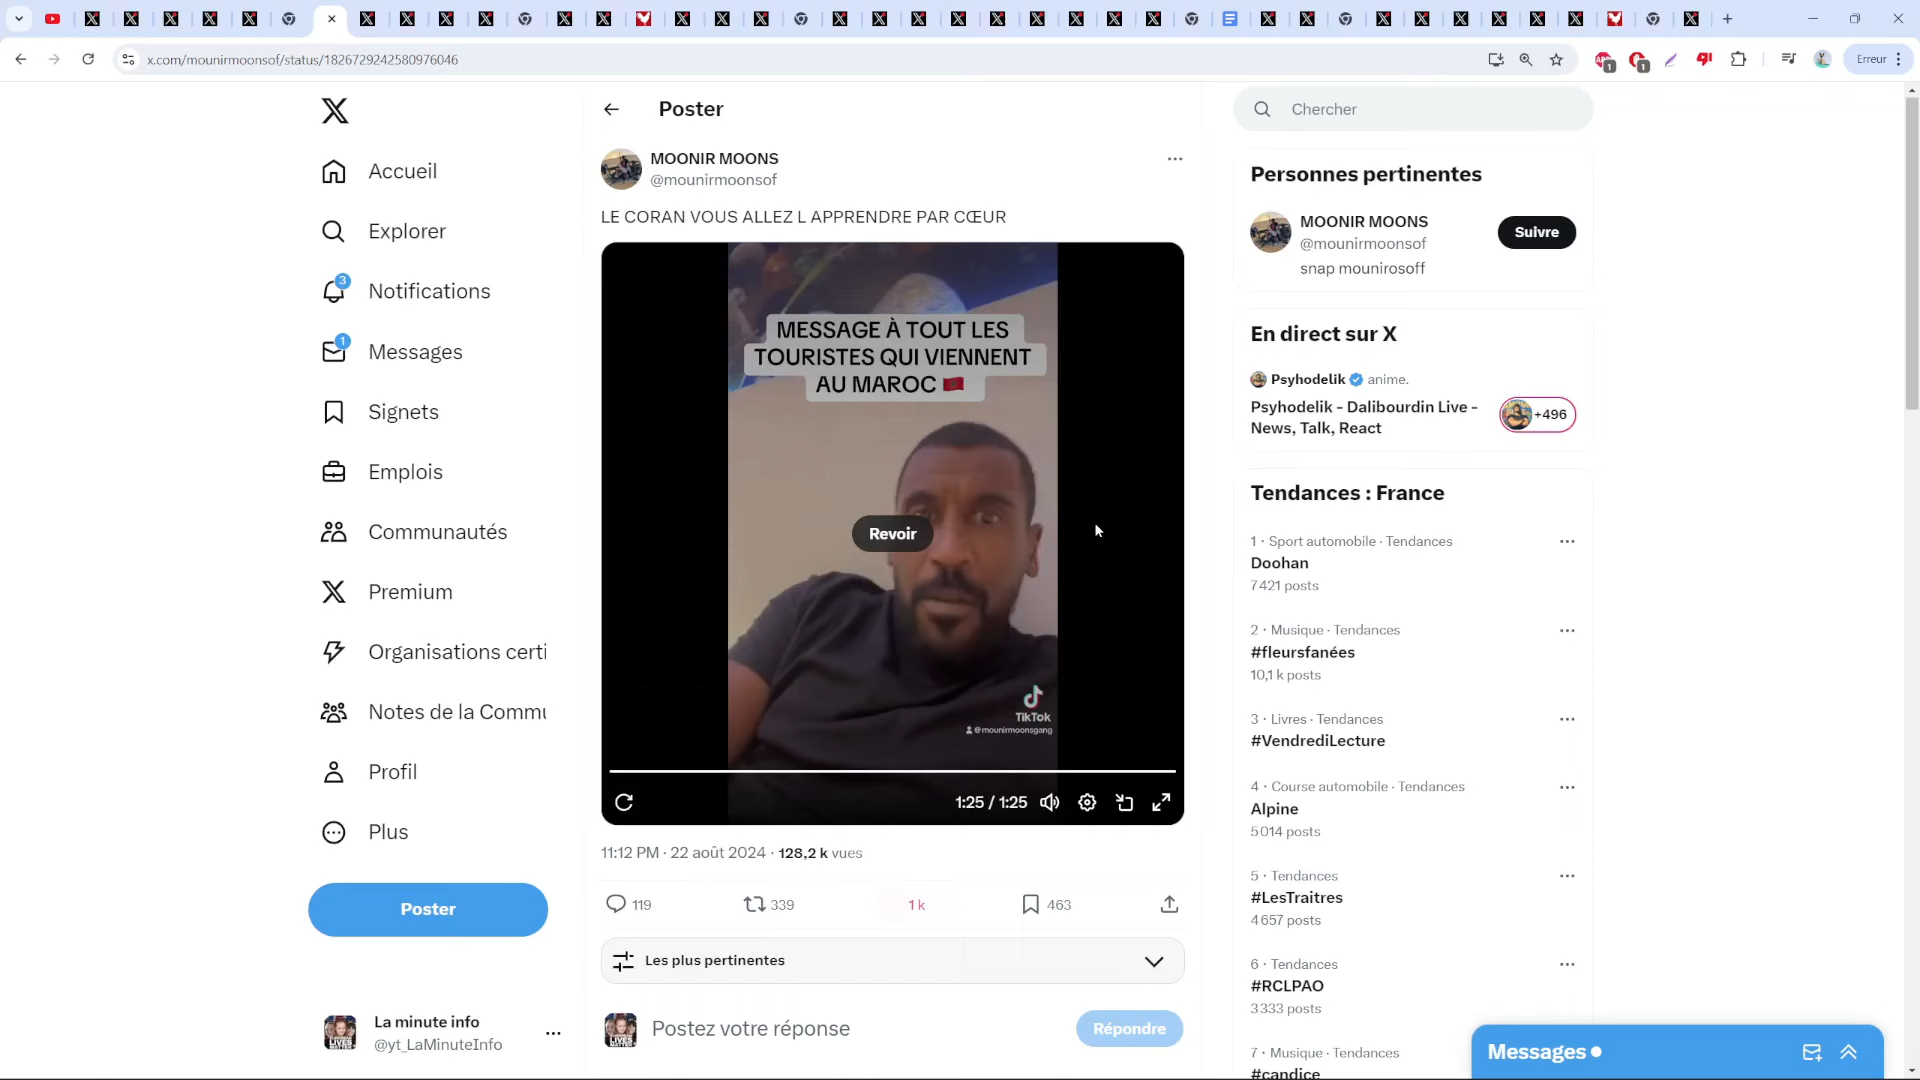 x.com/mounirmoonsof/status/1826729242580976046
1
1
Erreur
Accueil
Explorer
3
Notifications
1
Messages
Signets
Emplois
Communautés
Premium
Organisations certi
Notes de la Commu
Profil
Plus
Poster
La minute info
@yt_LaMinuteInfo
Poster
MOONIR MOONS
@mounirmoonsof
LE CORAN VOUS ALLEZ L APPRENDRE PAR CŒUR
MESSAGE À TOUT LES
TOURISTES QUI VIENNENT
AU MAROC
Revoir
TikTok
@mounirmoonsgang
1:25 / 1:25
11:12 PM · 22 août 2024 · 128,2 k vues
119
339
1 k
463
Les plus pertinentes
Postez votre réponse
Répondre
Chercher
Personnes pertinentes
MOONIR MOONS
@mounirmoonsof
snap mounirosoff
Suivre
En direct sur X
Psyhodelik anime.
Psyhodelik - Dalibourdin Live -
News, Talk, React
+496
Tendances : France
1 · Sport automobile · Tendances
Doohan
7 421 posts
2 · Musique · Tendances
#fleursfanées
10,1 k posts
3 · Livres · Tendances
#VendrediLecture
4 · Course automobile · Tendances
Alpine
5 014 posts
5 · Tendances
#LesTraitres
4 657 posts
6 · Tendances
#RCLPAO
3 333 posts
7 · Musique · Tendances
#candice
Messages